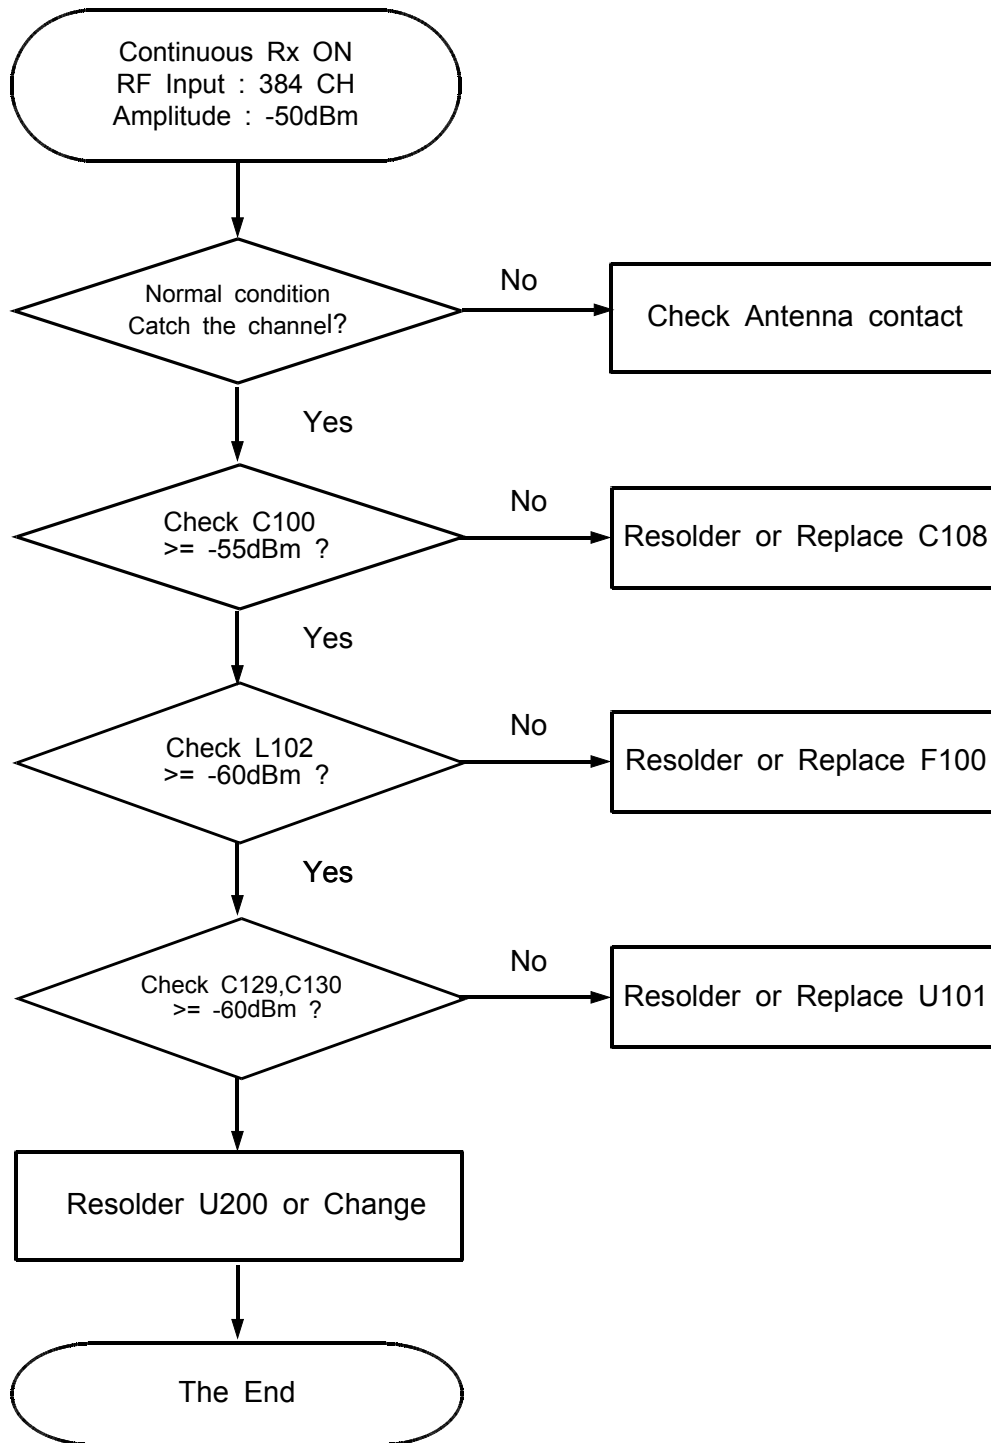 Continuous Rx ON
RF Input : 384 CH
Amplitude : -50dBm
Normal condition
Catch the channel?
No
Check Antenna contact
Yes
Check C100
>= -55dBm ?
No
Resolder or Replace C108
Yes
Check L102
>= -60dBm ?
No
Resolder or Replace F100
Yes
Check C129,C130
>= -60dBm ?
No
Resolder or Replace U101
Resolder U200 or Change
The End